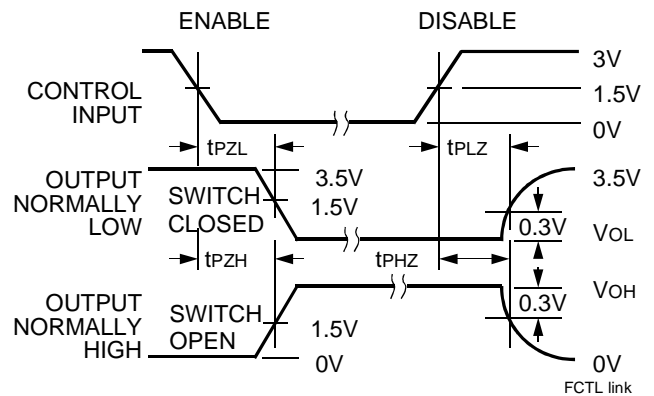 ENABLE
DISABLE
CONTROL
INPUT
3V
1.5V
0V
tPZL
tPLZ
OUTPUT
NORMALLY
LOW
SWITCH
CLOSED
3.5V
1.5V
3.5V
0.3V
VOL
tPZH
tPHZ
OUTPUT
NORMALLY
HIGH
SWITCH
OPEN
1.5V
0V
0.3V
VOH
0V
FCTL link